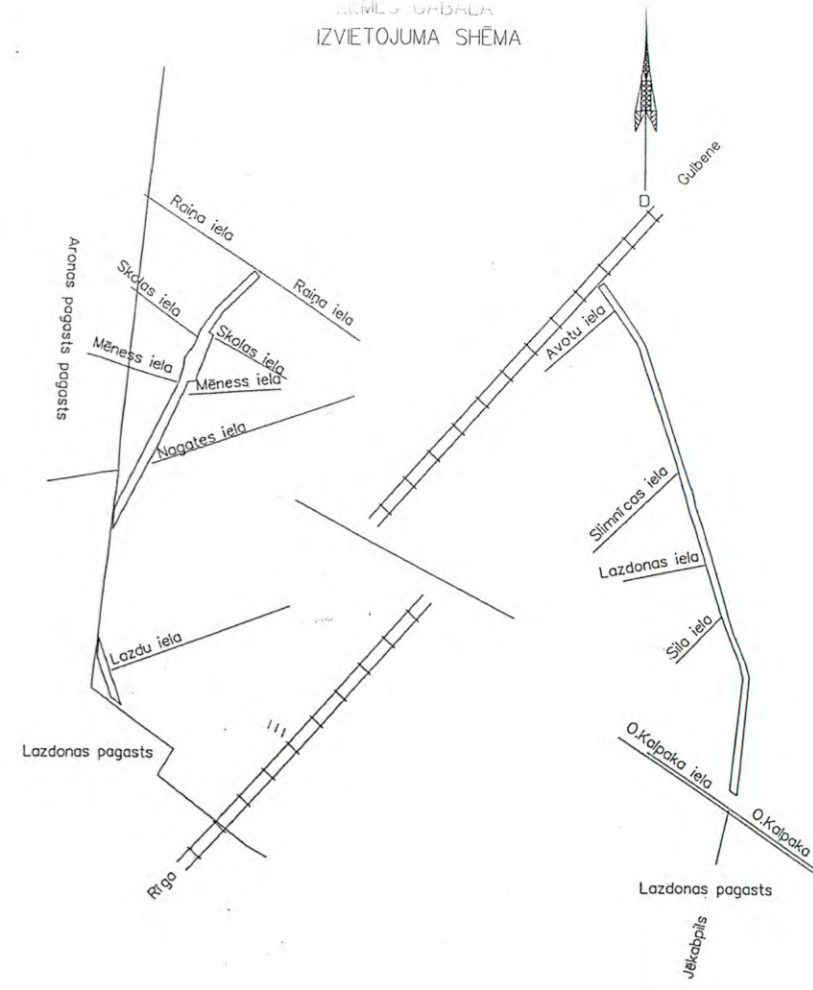 ZEMES GABALA
IZVIETOJUMA SHĒMA
Gulbene
D
Raiņa iela
Raiņa iela
Aronas pagasts pagasts
Skolas iela
Skolas iela
Mēness iela
Mēness iela
Nagates iela
Avotu iela
Slimnīcas iela
Lazdonas iela
Sila iela
Lazdu iela
Lazdonas pagasts
Rīga
O.Kalpaka iela
O.Kalpaka
Lazdonas pagasts
Jēkabpils